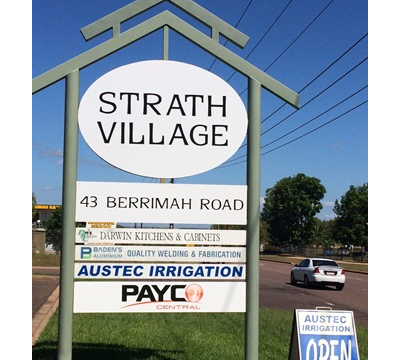 STRATH
VILLAGE
43 BERRIMAH ROAD
DARWIN KITCHENS & CABINETS
BADEN'S
ALUMINIUM
QUALITY WELDING & FABRICATION
AUSTEC IRRIGATION
PAYCO
CENTRAL
AUSTEC
IRRIGATION
OPEN